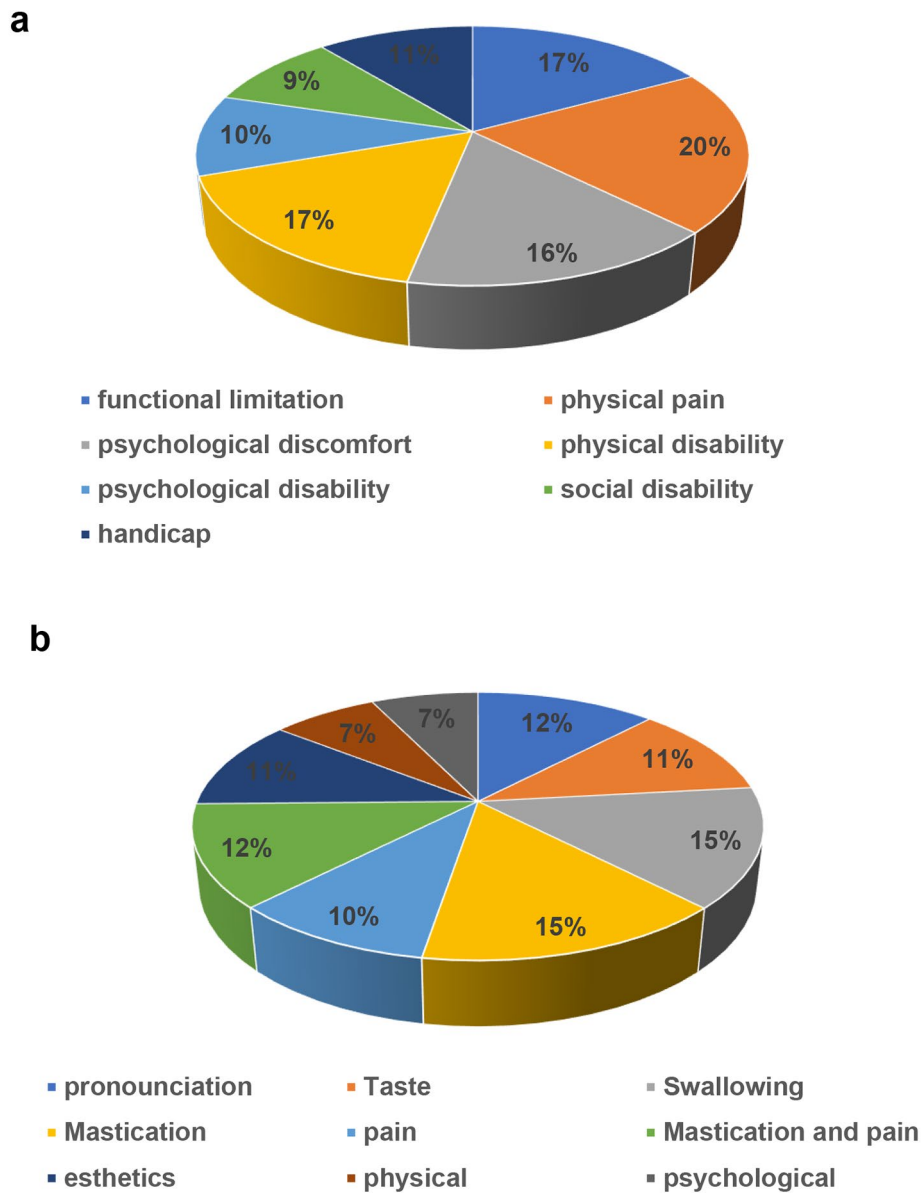 a
11%
17%
9%
20%
10%
17%
16%
functional limitation physical pain
psychological discomfort physical disability
psychological disability social disability
handicap
b
7%
12%
7%
11%
11%
15%
12%
10%
15%
pronounciation Taste Swallowing
Mastication pain Mastication and pain
esthetics physical psychological